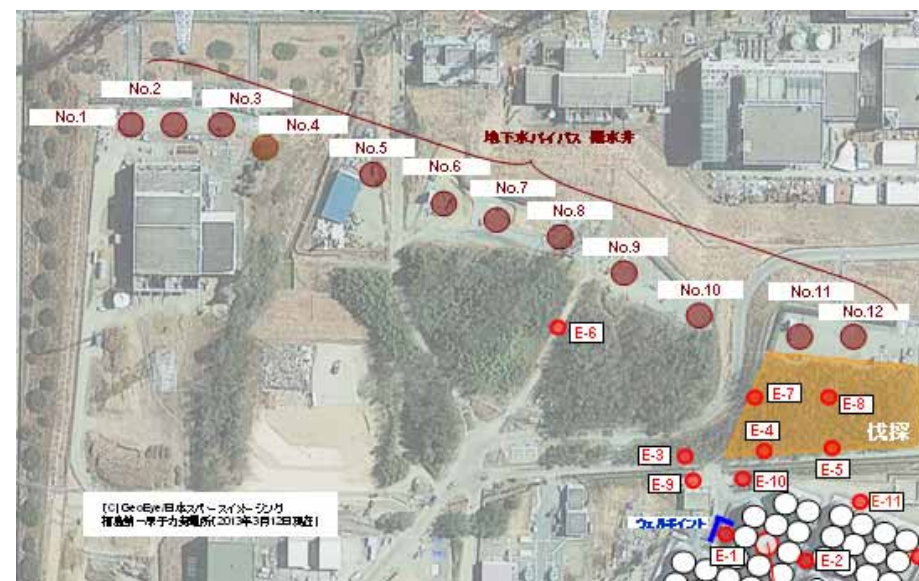 No.1
No.2
No.3
No.4
No.5
No.6
No.7
No.8
No.9
No.10
No.11
No.12
地下水バイパス 揚水井
E-6
E-7
E-8
伐採
E-4
E-5
E-3
E-9
E-10
E-11
ウェルポイント
E-1
E-2
(C)GeoEye/日本スペースイメージング
福島第一原子力発電所(2013年3月12日現在)